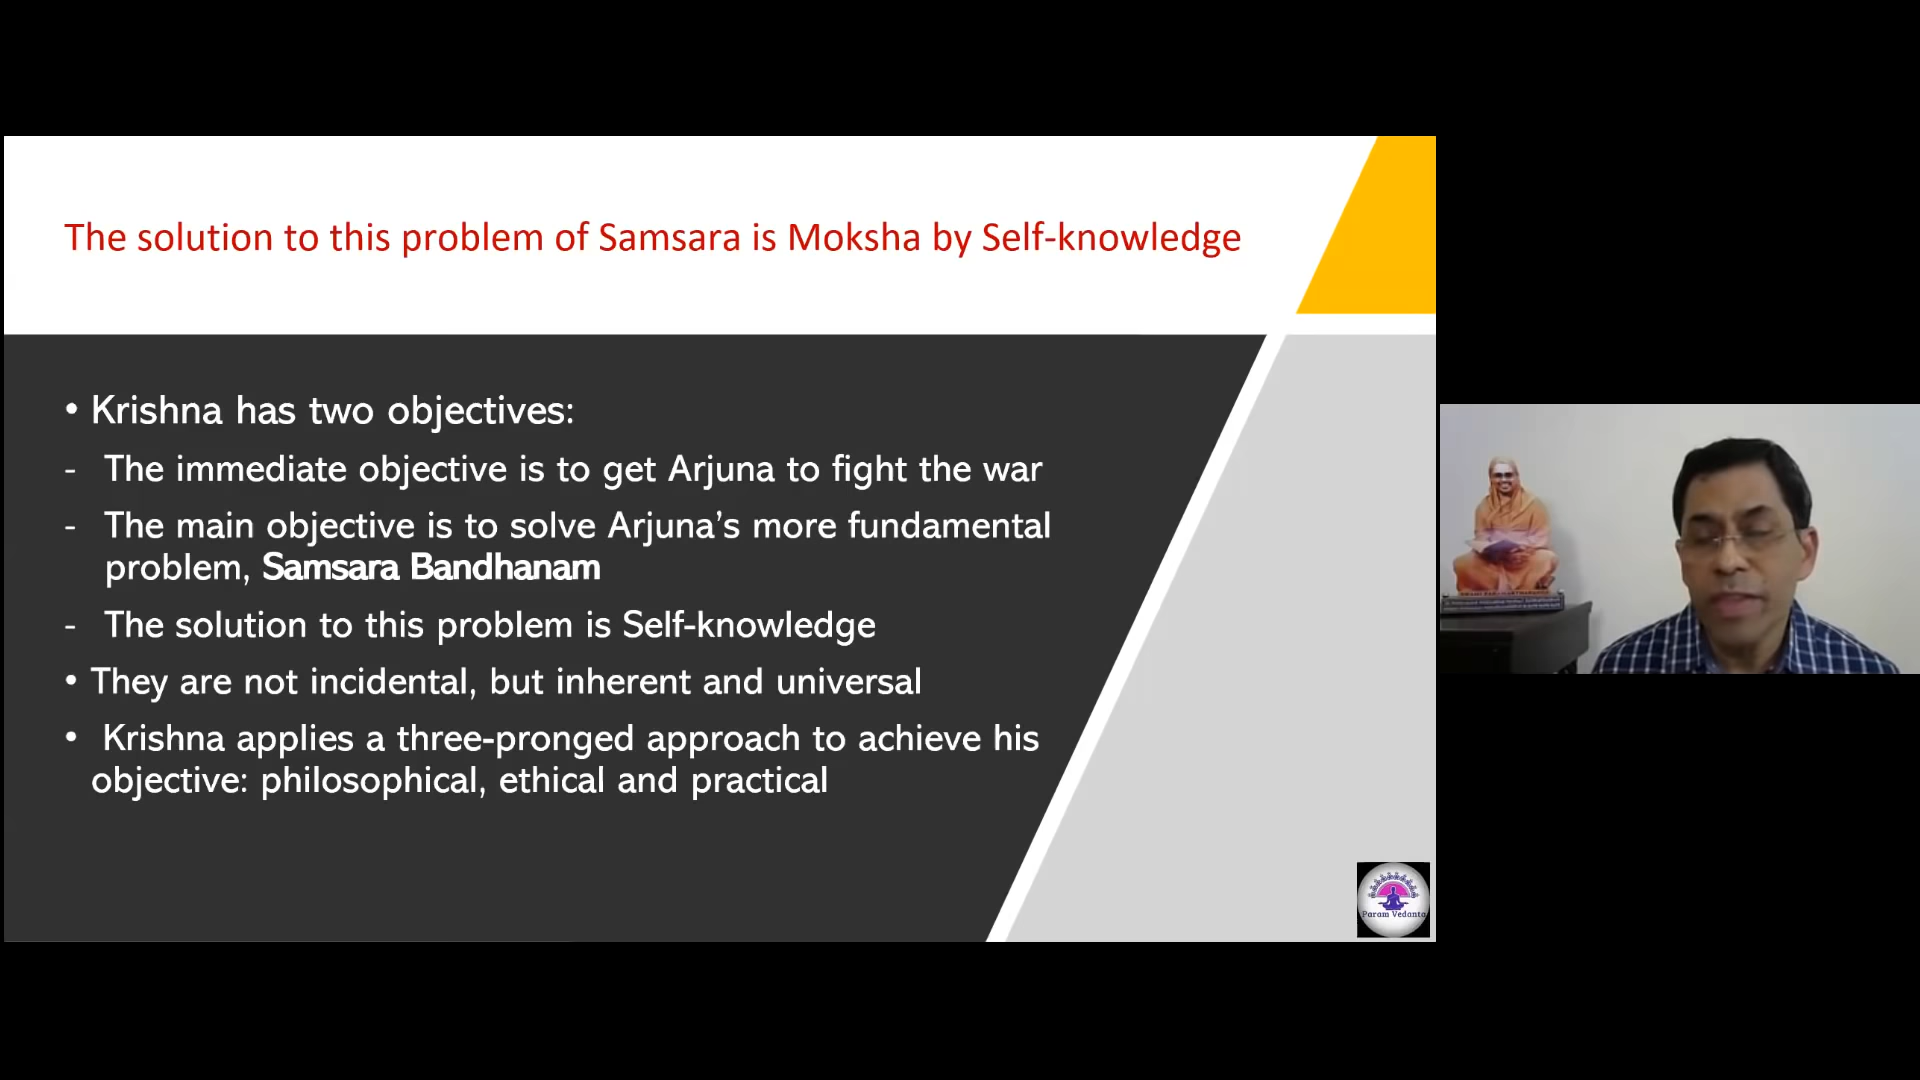 The solution to this problem of Samsara is Moksha by Self-knowledge
• Krishna has two objectives:
- The immediate objective is to get Arjuna to fight the war
- The main objective is to solve Arjuna’s more fundamental
problem, Samsara Bandhanam
- The solution to this problem is Self-knowledge
• They are not incidental, but inherent and universal
• Krishna applies a three-pronged approach to achieve his
objective: philosophical, ethical and practical
Param Vedanta